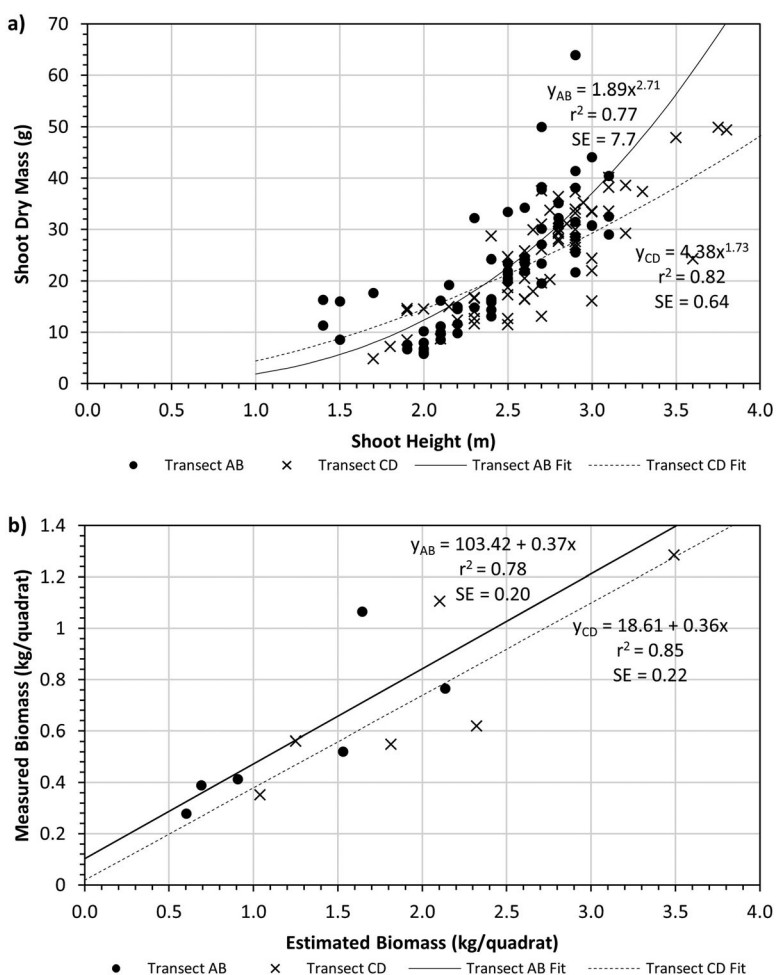 a)
70
60
50
40
30
20
10
0
Shoot Dry Mass (g)
y_AB = 1.89x^2.71
r² = 0.77
SE = 7.7
y_CD = 4.38x^1.73
r² = 0.82
SE = 0.64
0.0 0.5 1.0 1.5 2.0 2.5 3.0 3.5 4.0
Shoot Height (m)
Transect AB Transect CD Transect AB Fit Transect CD Fit
b)
1.4
1.2
1
0.8
0.6
0.4
0.2
0
Measured Biomass (kg/quadrat)
y_AB = 103.42 + 0.37x
r² = 0.78
SE = 0.20
y_CD = 18.61 + 0.36x
r² = 0.85
SE = 0.22
0.0 0.5 1.0 1.5 2.0 2.5 3.0 3.5 4.0
Estimated Biomass (kg/quadrat)
Transect AB Transect CD Transect AB Fit Transect CD Fit